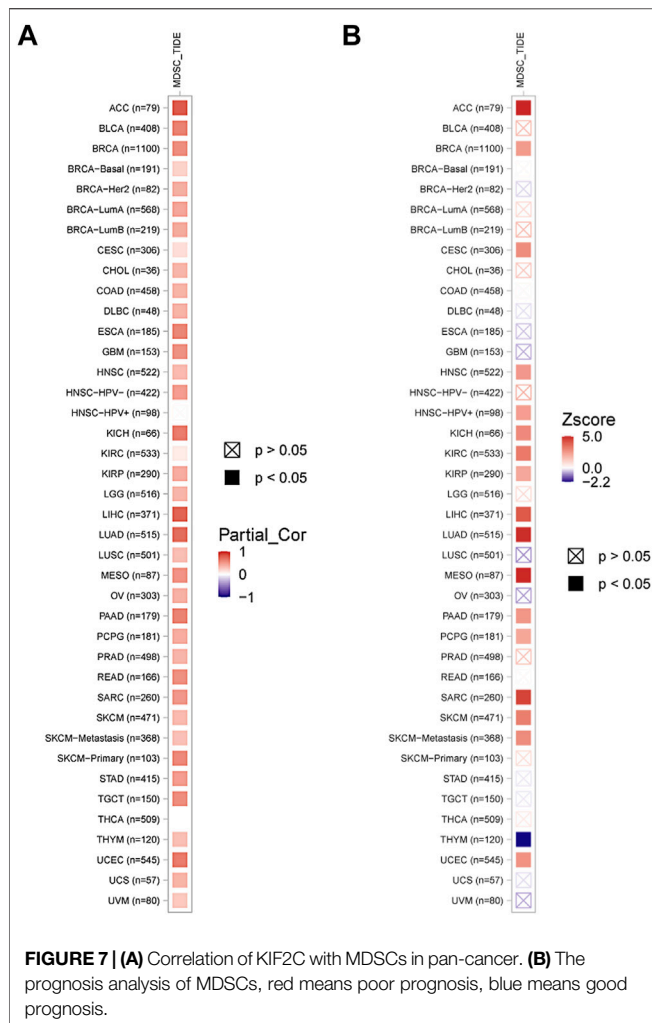 A
B
MDSC_TIDE
MDSC_TIDE
ACC (n=79)
BLCA (n=408)
BRCA (n=1100)
BRCA−Basal (n=191)
BRCA−Her2 (n=82)
BRCA−LumA (n=568)
BRCA−LumB (n=219)
CESC (n=306)
CHOL (n=36)
COAD (n=458)
DLBC (n=48)
ESCA (n=185)
GBM (n=153)
HNSC (n=522)
HNSC−HPV− (n=422)
HNSC−HPV+ (n=98)
KICH (n=66)
KIRC (n=533)
KIRP (n=290)
LGG (n=516)
LIHC (n=371)
LUAD (n=515)
LUSC (n=501)
MESO (n=87)
OV (n=303)
PAAD (n=179)
PCPG (n=181)
PRAD (n=498)
READ (n=166)
SARC (n=260)
SKCM (n=471)
SKCM−Metastasis (n=368)
SKCM−Primary (n=103)
STAD (n=415)
TGCT (n=150)
THCA (n=509)
THYM (n=120)
UCEC (n=545)
UCS (n=57)
UVM (n=80)
p > 0.05
p < 0.05
Partial_Cor
1
0
−1
ACC (n=79)
BLCA (n=408)
BRCA (n=1100)
BRCA−Basal (n=191)
BRCA−Her2 (n=82)
BRCA−LumA (n=568)
BRCA−LumB (n=219)
CESC (n=306)
CHOL (n=36)
COAD (n=458)
DLBC (n=48)
ESCA (n=185)
GBM (n=153)
HNSC (n=522)
HNSC−HPV− (n=422)
HNSC−HPV+ (n=98)
KICH (n=66)
KIRC (n=533)
KIRP (n=290)
LGG (n=516)
LIHC (n=371)
LUAD (n=515)
LUSC (n=501)
MESO (n=87)
OV (n=303)
PAAD (n=179)
PCPG (n=181)
PRAD (n=498)
READ (n=166)
SARC (n=260)
SKCM (n=471)
SKCM−Metastasis (n=368)
SKCM−Primary (n=103)
STAD (n=415)
TGCT (n=150)
THCA (n=509)
THYM (n=120)
UCEC (n=545)
UCS (n=57)
UVM (n=80)
Zscore
5.0
0.0
−2.2
p > 0.05
p < 0.05
FIGURE 7 | (A) Correlation of KIF2C with MDSCs in pan-cancer. (B) The
prognosis analysis of MDSCs, red means poor prognosis, blue means good
prognosis.